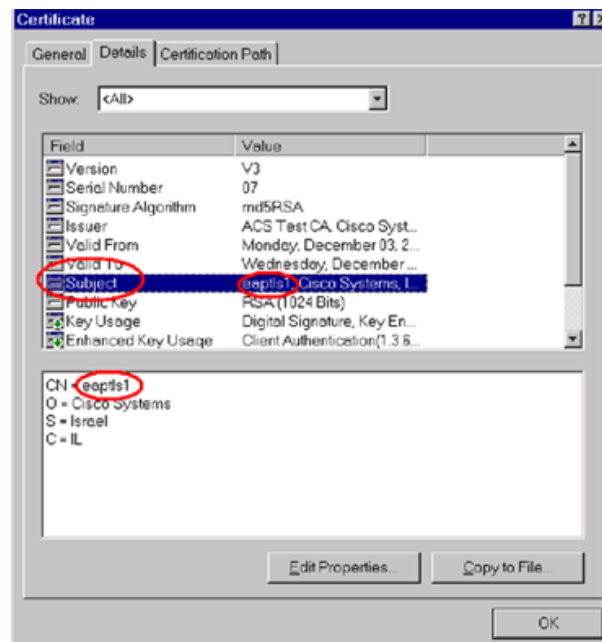 Certificate
General Details Certification Path
Show: <All>
Field Value
Version V3
Serial Number 07
Signature Algorithm md5RSA
Issuer ACS Test CA, Cisco Syst...
Valid From Monday, December 03, 2...
Valid To Wednesday, December ...
Subject eaptls1, Cisco Systems, I...
Public Key RSA (1024 Bits)
Key Usage Digital Signature, Key En...
Enhanced Key Usage Client Authentication(1.3.6...
CN = eaptls1
O = Cisco Systems
S = Israel
C = IL
Edit Properties... Copy to File...
OK